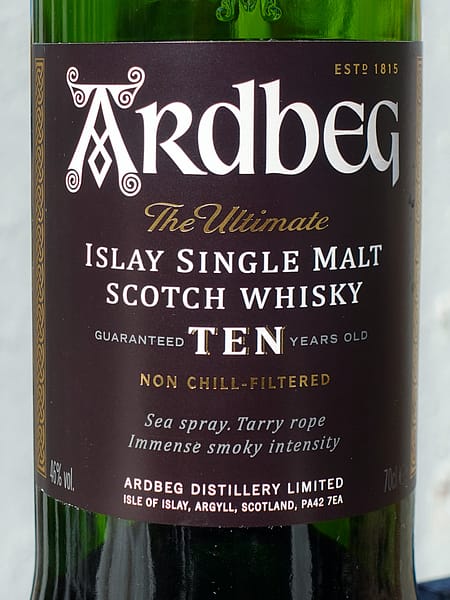 ESTD 1815
ARDBEG
The Ultimate
ISLAY SINGLE MALT
SCOTCH WHISKY
GUARANTEED TEN YEARS OLD
NON CHILL-FILTERED
Sea spray. Tarry rope
Immense smoky intensity
46% vol. 70cl e
ARDBEG DISTILLERY LIMITED
ISLE OF ISLAY, ARGYLL, SCOTLAND, PA42 7EA